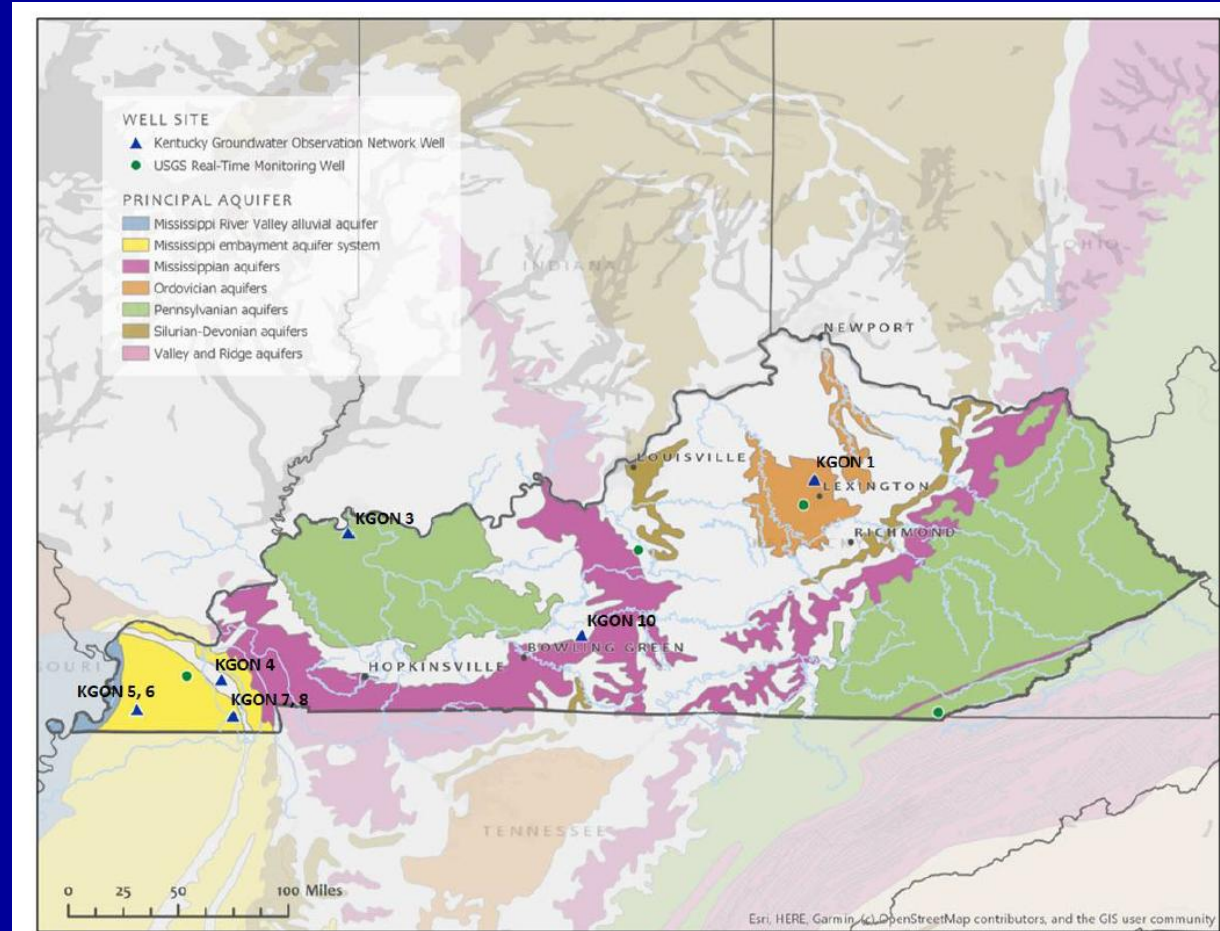 WELL SITE
Kentucky Groundwater Observation Network Well
USGS Real-Time Monitoring Well
PRINCIPAL AQUIFER
Mississippi River Valley alluvial aquifer
Mississippi embayment aquifer system
Mississippian aquifers
Ordovician aquifers
Pennsylvanian aquifers
Silurian-Devonian aquifers
Valley and Ridge aquifers
INDIANA
OHIO
NEWPORT
LOUISVILLE
KGON 1
LEXINGTON
KGON 3
RICHMOND
KGON 10
BOWLING GREEN
HOPKINSVILLE
KGON 4
KGON 5, 6
KGON 7, 8
TENNESSEE
0 25 50 100 Miles
Esri, HERE, Garmin, (c) OpenStreetMap contributors, and the GIS user community